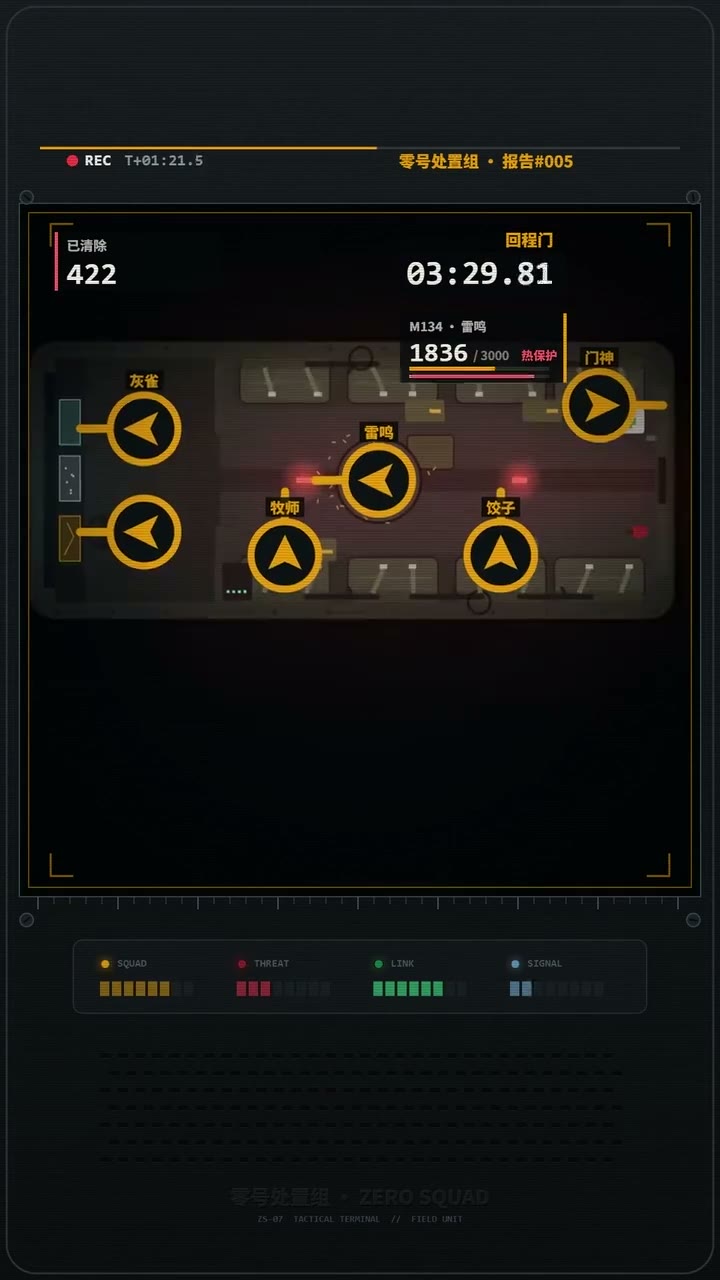 REC T+01:21.5
零号处置组 • 报告#005
已清除
422
回程门
03:29.81
M134 • 雷鸣
1836 / 3000 热保护
门神
灰雀
雷鸣
牧师
饺子
SQUAD
THREAT
LINK
SIGNAL
零号处置组 • ZERO SQUAD
ZS-07 TACTICAL TERMINAL // FIELD UNIT